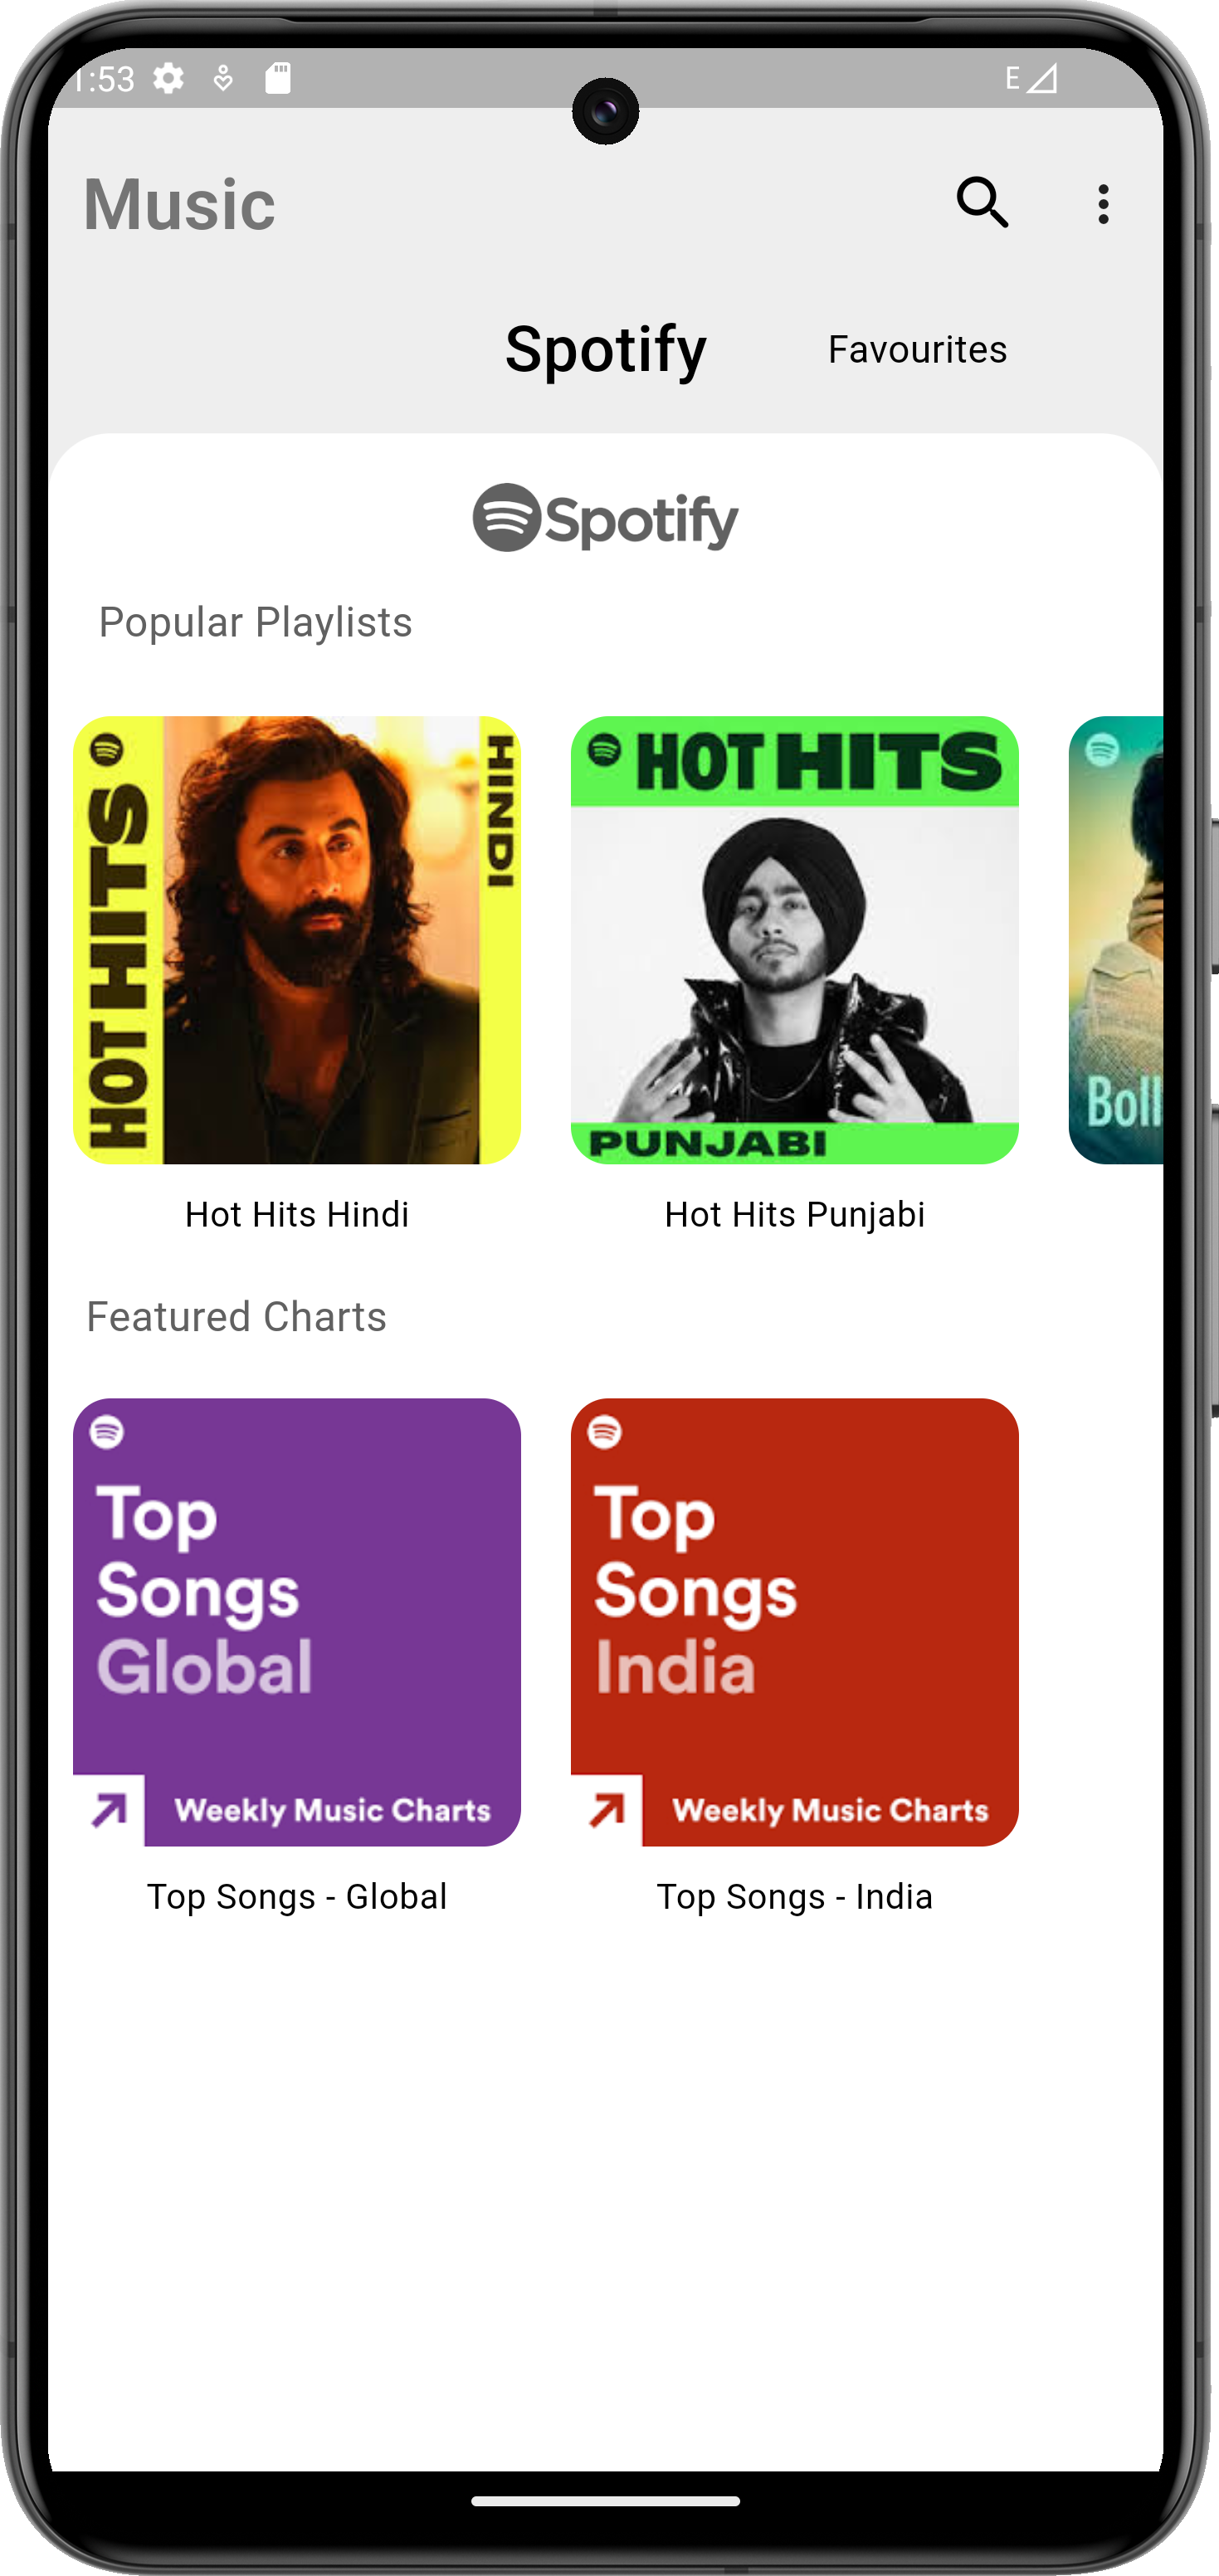 1:53
E
Music
Spotify
Favourites
Spotify
Popular Playlists
HOT HITS
HINDI
HOT HITS
PUNJABI
Boll
Hot Hits Hindi
Hot Hits Punjabi
Featured Charts
Top
Songs
Global
Weekly Music Charts
Top
Songs
India
Weekly Music Charts
Top Songs - Global
Top Songs - India